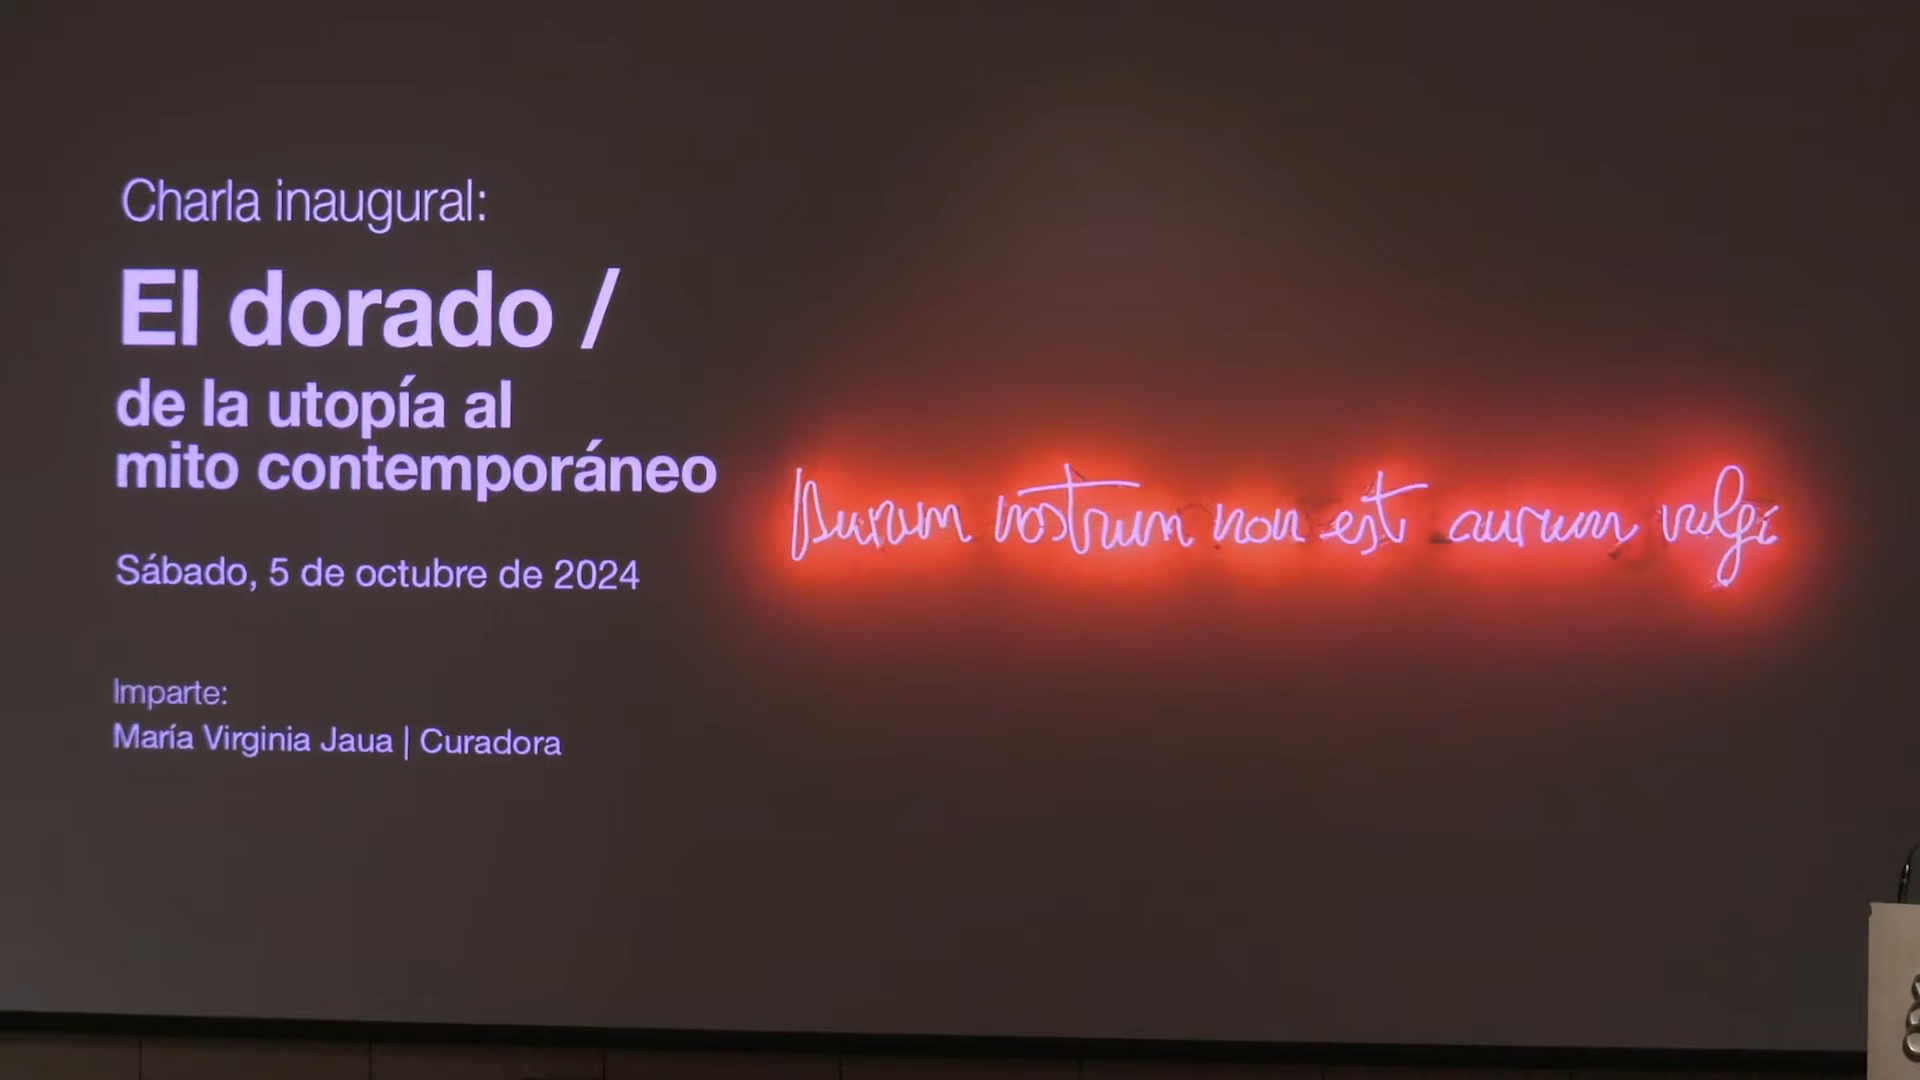 Charla inaugural:
El dorado /
de la utopía al
mito contemporáneo
Sábado, 5 de octubre de 2024
Imparte:
María Virginia Jaua | Curadora
Aurum nostrum non est aurum vulgi